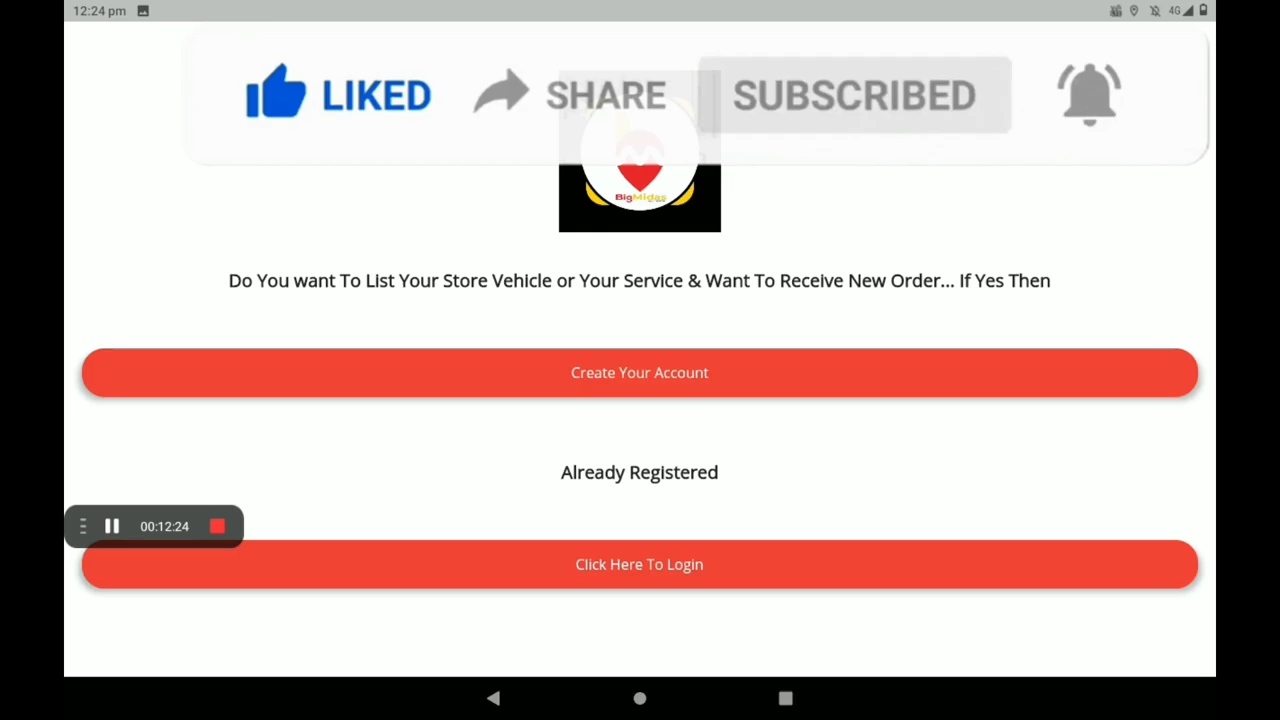 12:24 pm
4G
LIKED
SHARE
SUBSCRIBED
BigMidas
Do You want To List Your Store Vehicle or Your Service & Want To Receive New Order... If Yes Then
Create Your Account
Already Registered
00:12:24
Click Here To Login